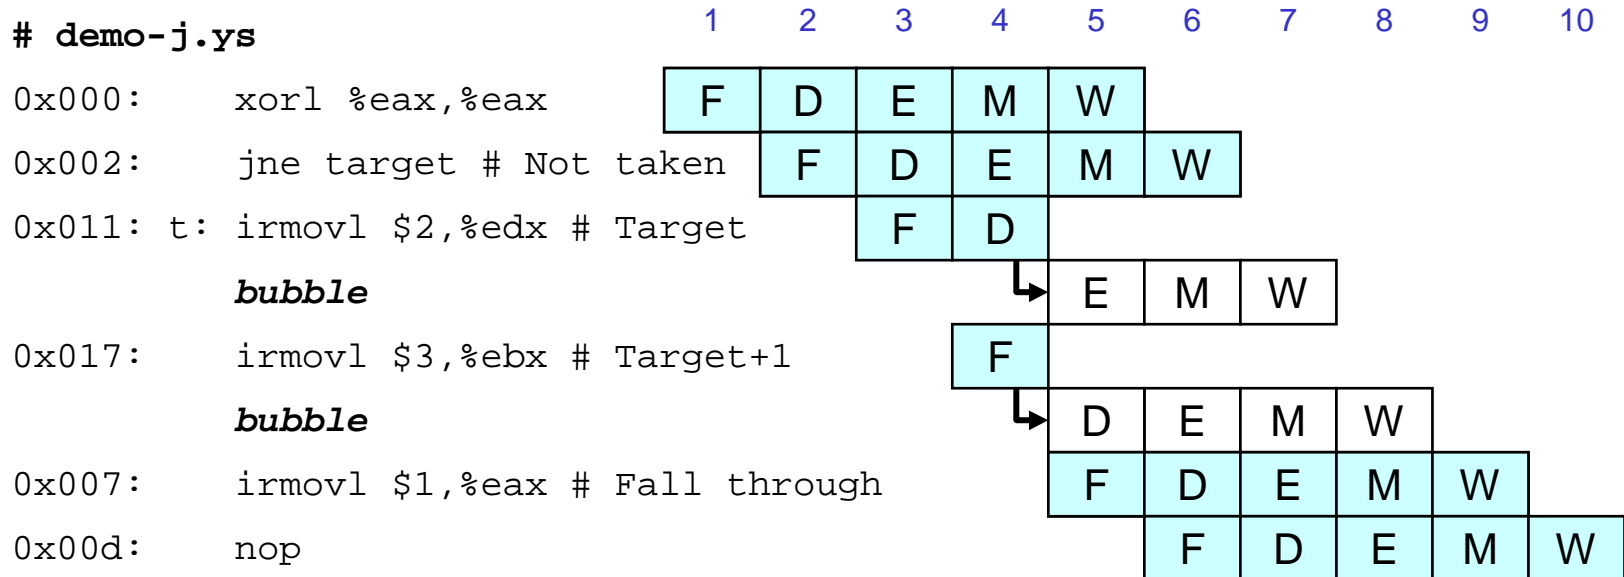 1 2 3 4 5 6 7 8 9 10
# demo-j.ys
0x000: xorl %eax,%eax F D E M W
0x002: jne target # Not taken F D E M W
0x011: t: irmovl $2,%edx # Target F D
bubble E M W
0x017: irmovl $3,%ebx # Target+1 F
bubble D E M W
0x007: irmovl $1,%eax # Fall through F D E M W
0x00d: nop F D E M W